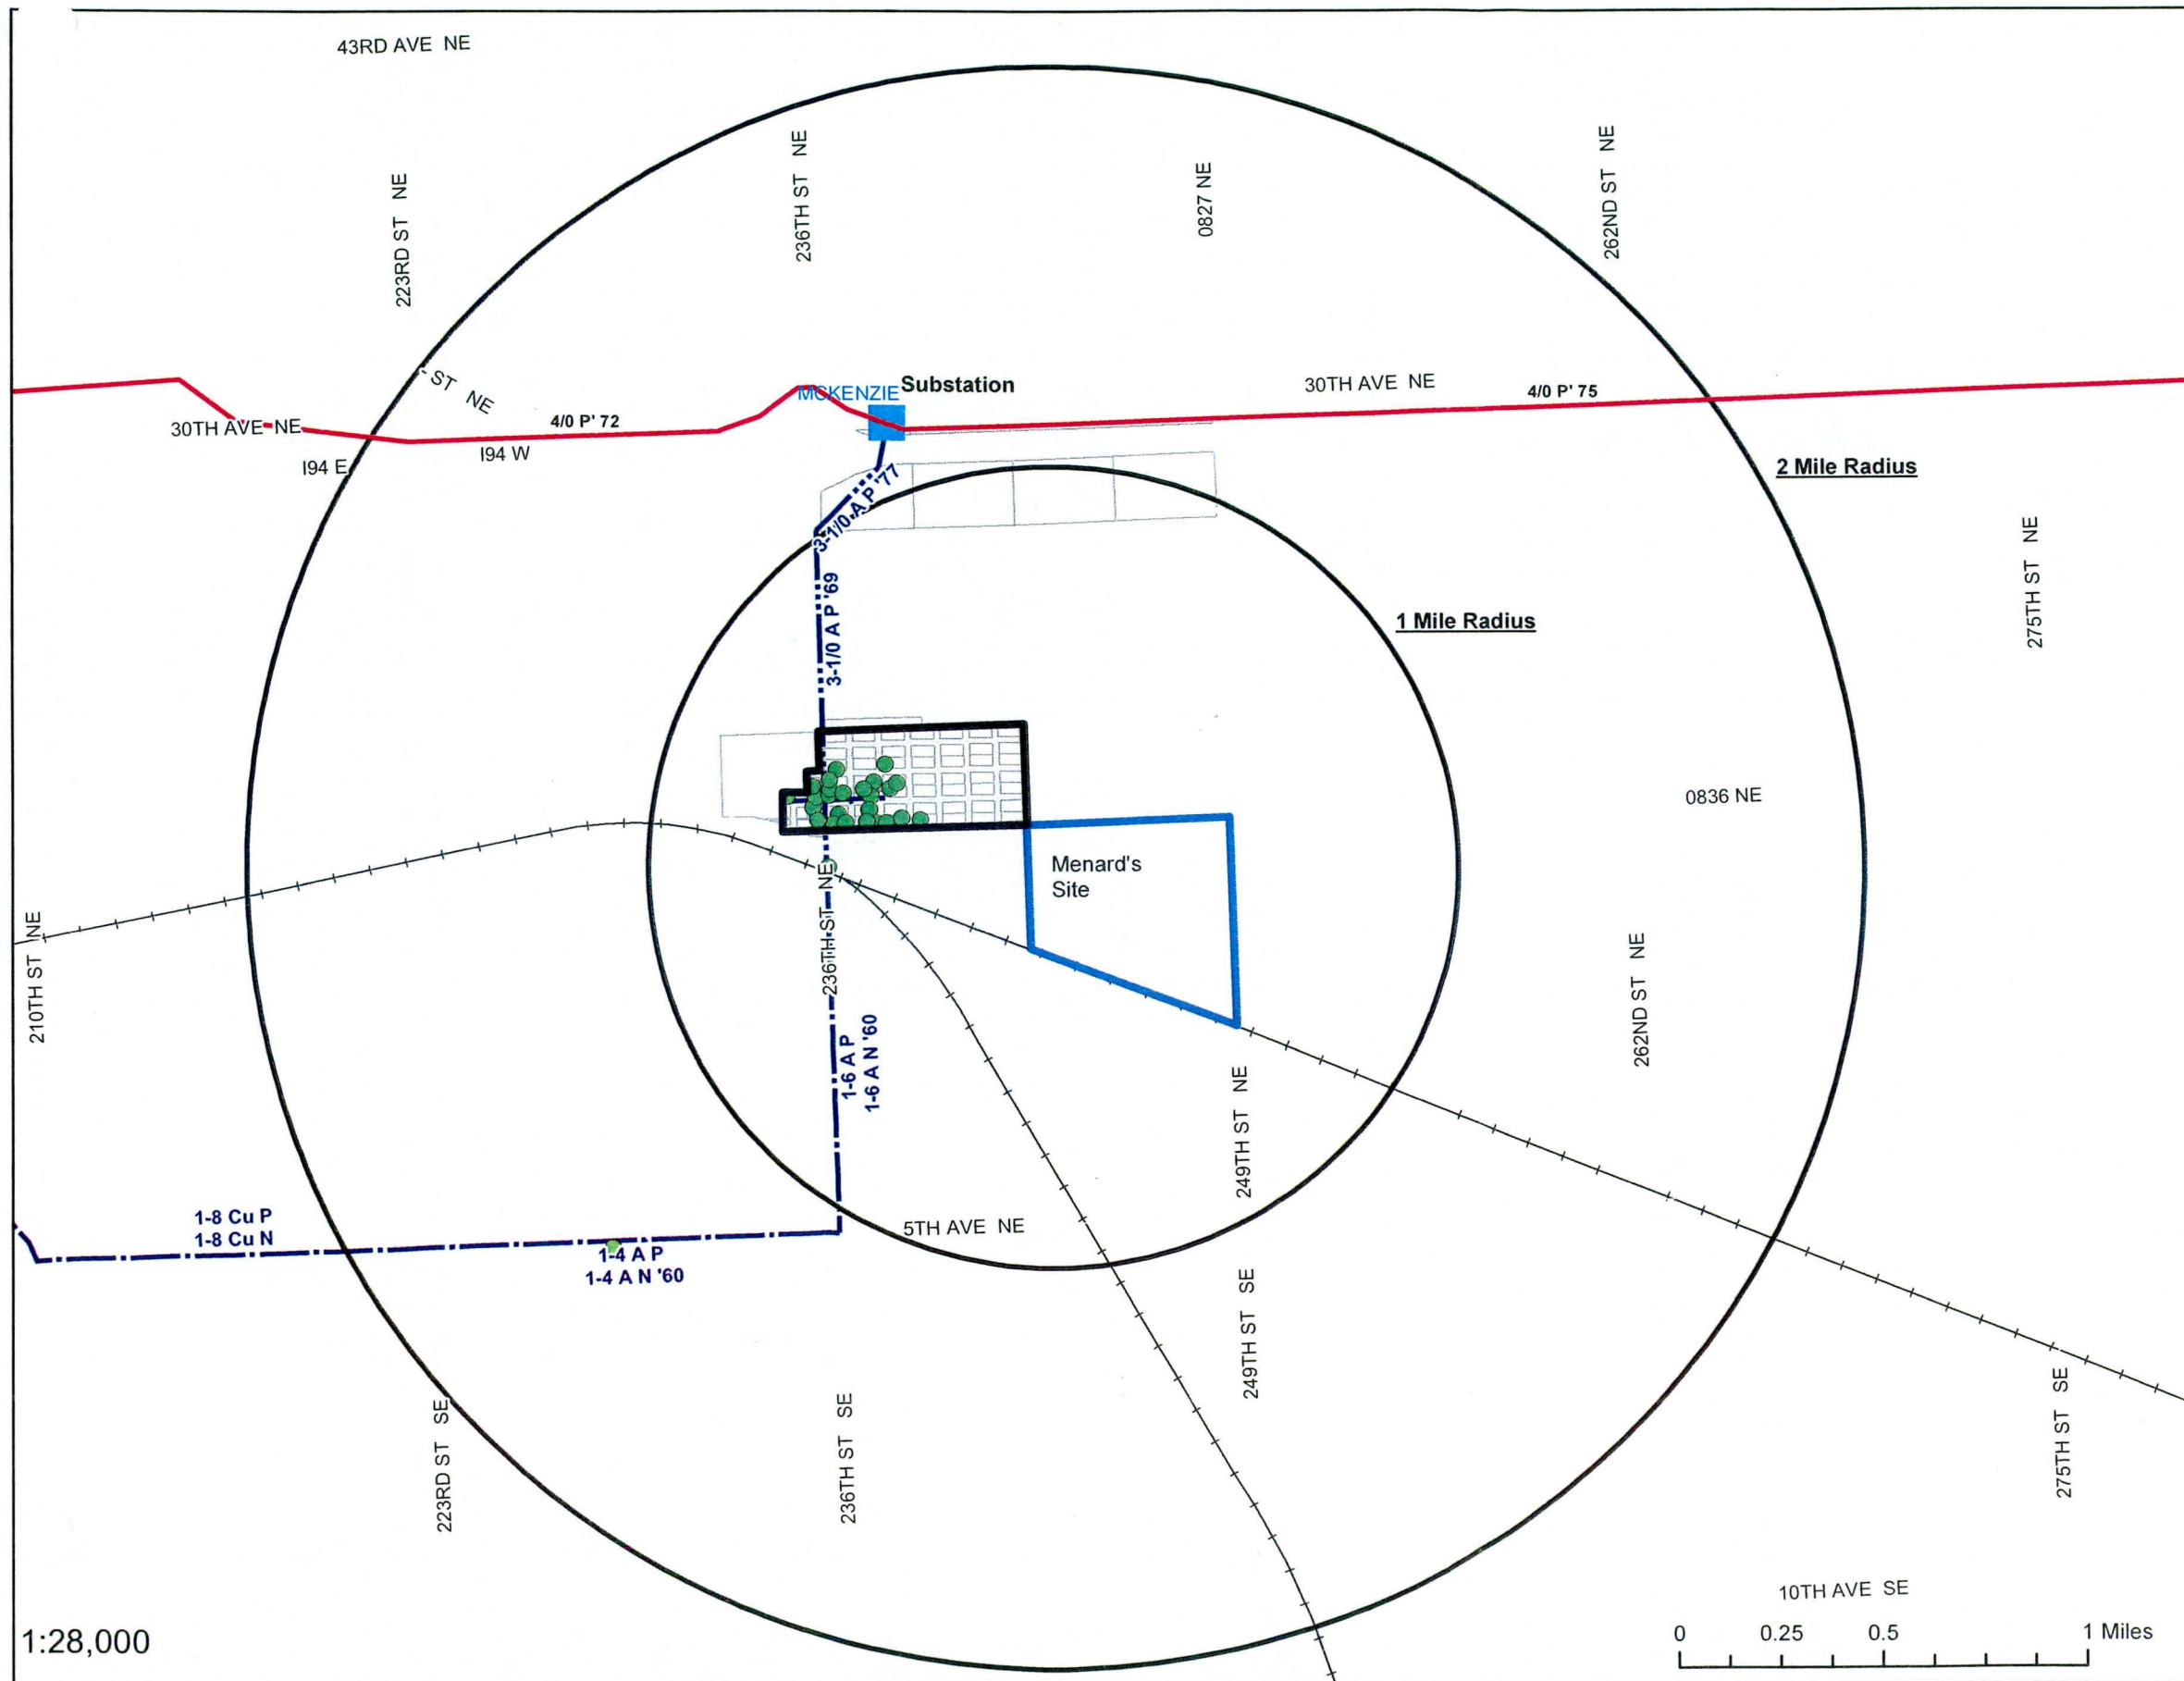 43RD AVE NE
236TH ST NE
262ND ST NE
0827 NE
223RD ST NE
ST NE
MCKENZIE
Substation
30TH AVE NE
4/0 P' 75
30TH AVE NE
4/0 P' 72
I94 E
I94 W
2 Mile Radius
3-1/0 A P '77
275TH ST NE
3-1/0 A P '69
1 Mile Radius
0836 NE
Menard's
Site
236TH ST NE
210TH ST NE
262ND ST NE
1-6 A P
1-6 A N '60
249TH ST NE
1-8 Cu P
1-8 Cu N
5TH AVE NE
1-4 A P
1-4 A N '60
249TH ST SE
223RD ST SE
236TH ST SE
275TH ST SE
10TH AVE SE
1:28,000
0 0.25 0.5 1 Miles